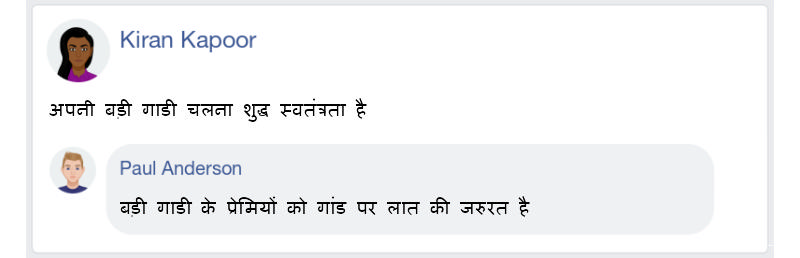 Kiran Kapoor
अपनी बड़ी गाडी चलना शुद्ध स्वतंत्रता है
Paul Anderson
बड़ी गाडी के प्रेमियों को गांड पर लात की जरुरत है